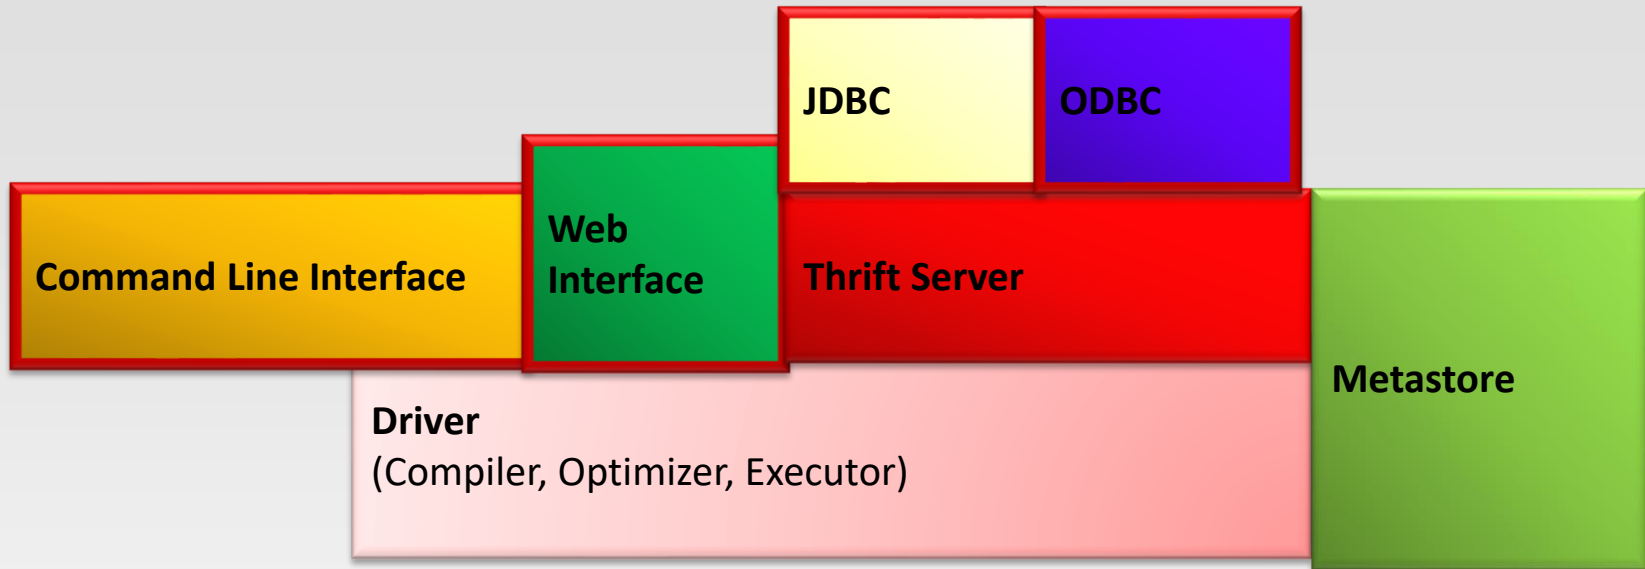 JDBC
ODBC
Web
Interface
Command Line Interface
Thrift Server
Metastore
Driver
(Compiler, Optimizer, Executor)